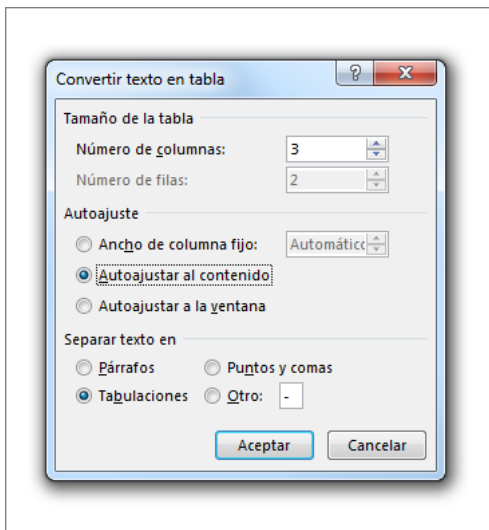 Convertir texto en tabla
Tamaño de la tabla
Número de columnas: 3
Número de filas: 2
Autoajuste
Ancho de columna fijo: Automátic
Autoajustar al contenido
Autoajustar a la ventana
Separar texto en
Párrafos Puntos y comas
Tabulaciones Otro: -
Aceptar Cancelar